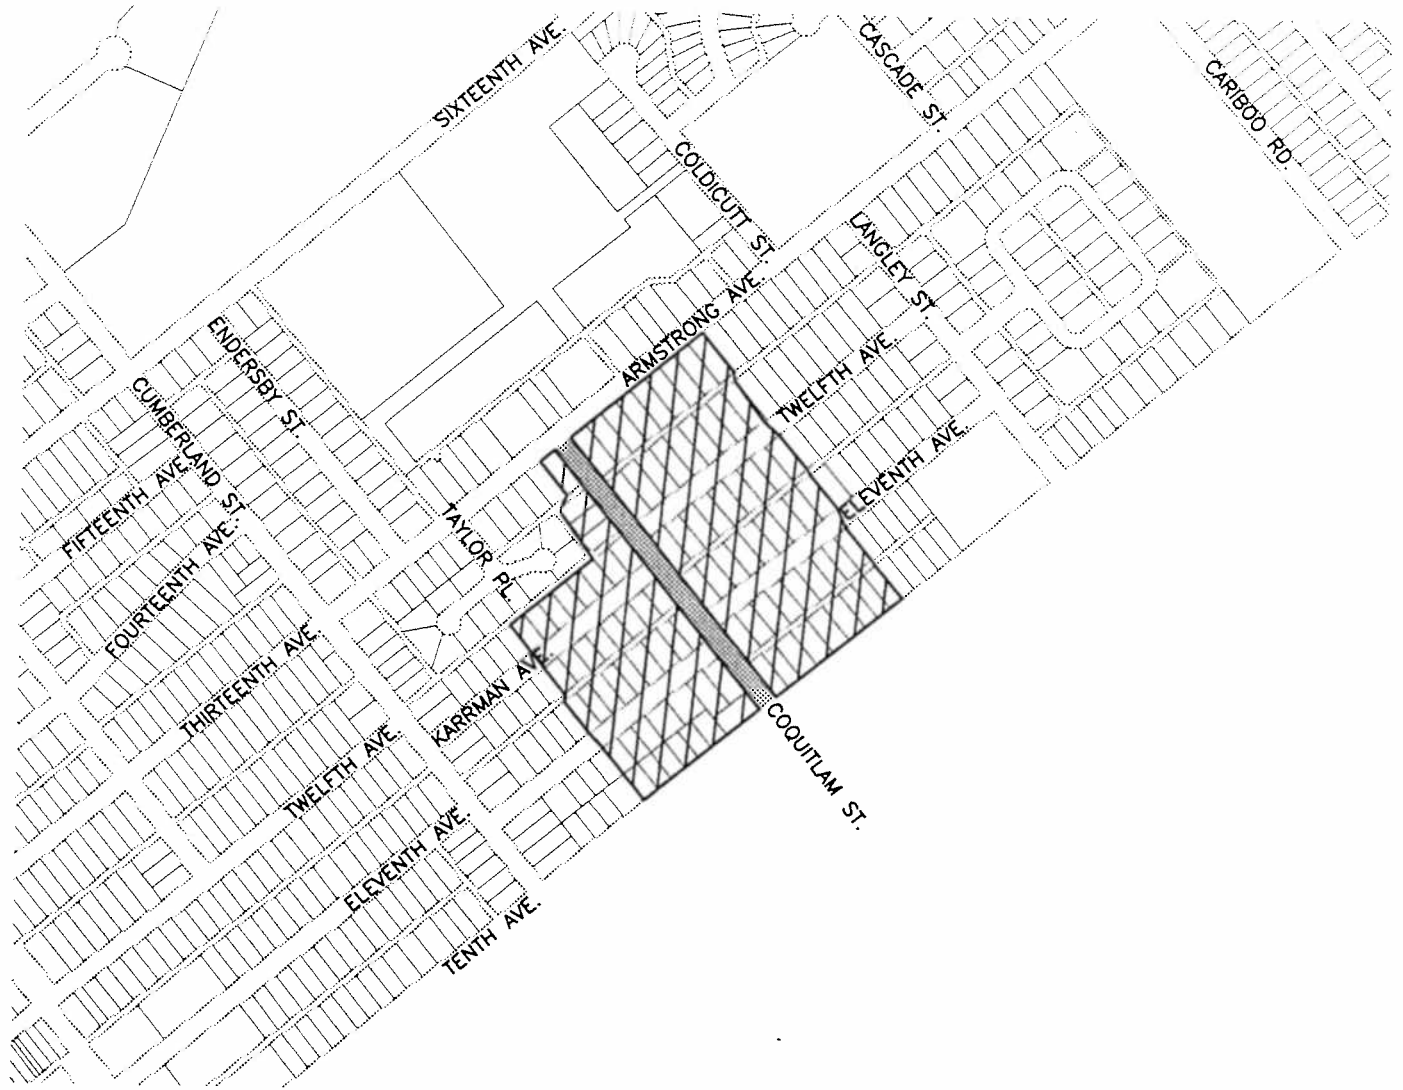 SIXTEENTH AVE.
CASCADE ST.
CARIBOO RD.
COLDICUTT ST.
LANGLEY ST.
ENDERSBY ST.
ARMSTRONG AVE.
CUMBERLAND ST.
TWELFTH AVE.
FIFTEENTH AVE.
ELEVENTH AVE.
TAYLOR PL.
FOURTEENTH AVE.
THIRTEENTH AVE.
KARRMAN AVE.
TWELFTH AVE.
COQUITLAM ST.
ELEVENTH AVE.
TENTH AVE.